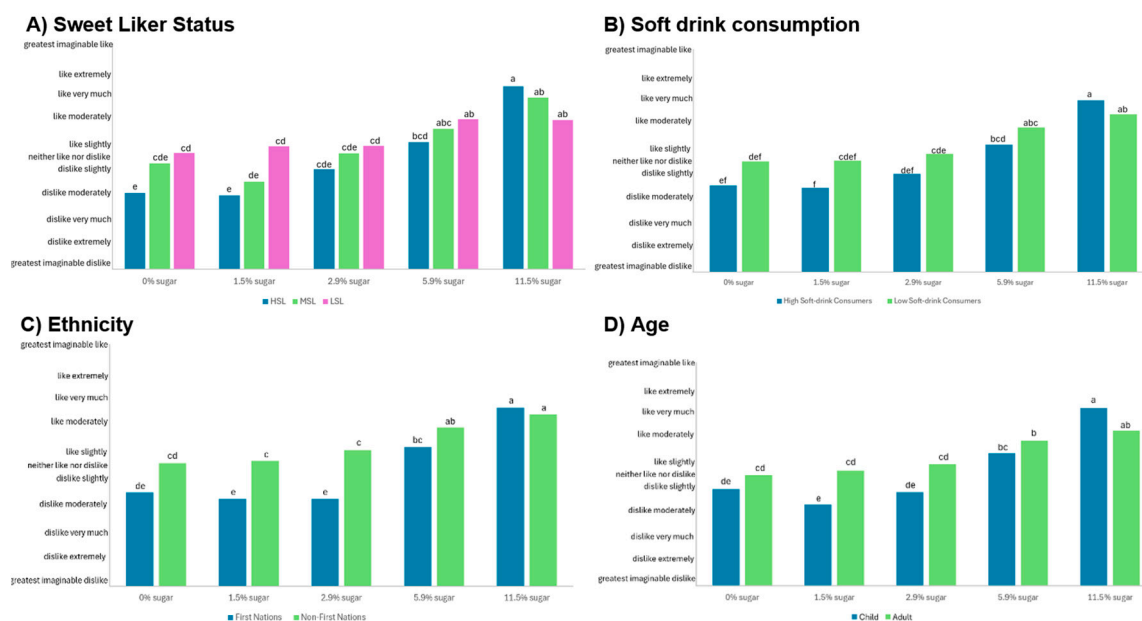 A) Sweet Liker Status
greatest imaginable like
like extremely
like very much
like moderately
like slightly
neither like nor dislike
dislike slightly
dislike moderately
dislike very much
dislike extremely
greatest imaginable dislike
e cde cd
e de cd
cde cd cd
bcd abc ab
a ab ab
0% sugar 1.5% sugar 2.9% sugar 5.9% sugar 11.5% sugar
HSL MSL LSL
B) Soft drink consumption
greatest imaginable like
like extremely
like very much
like moderately
like slightly
neither like nor dislike
dislike slightly
dislike moderately
dislike very much
dislike extremely
greatest imaginable dislike
ef def
f cdef
def cde
bcd abc
a ab
0% sugar 1.5% sugar 2.9% sugar 5.9% sugar 11.5% sugar
High Soft-drink Consumers Low Soft-drink Consumers
C) Ethnicity
greatest imaginable like
like extremely
like very much
like moderately
like slightly
neither like nor dislike
dislike slightly
dislike moderately
dislike very much
dislike extremely
greatest imaginable dislike
de cd
e c
e c
bc ab
a a
0% sugar 1.5% sugar 2.9% sugar 5.9% sugar 11.5% sugar
First Nations Non-First Nations
D) Age
greatest imaginable like
like extremely
like very much
like moderately
like slightly
neither like nor dislike
dislike slightly
dislike moderately
dislike very much
dislike extremely
greatest imaginable dislike
de cd
e cd
de cd
bc b
a ab
0% sugar 1.5% sugar 2.9% sugar 5.9% sugar 11.5% sugar
Child Adult